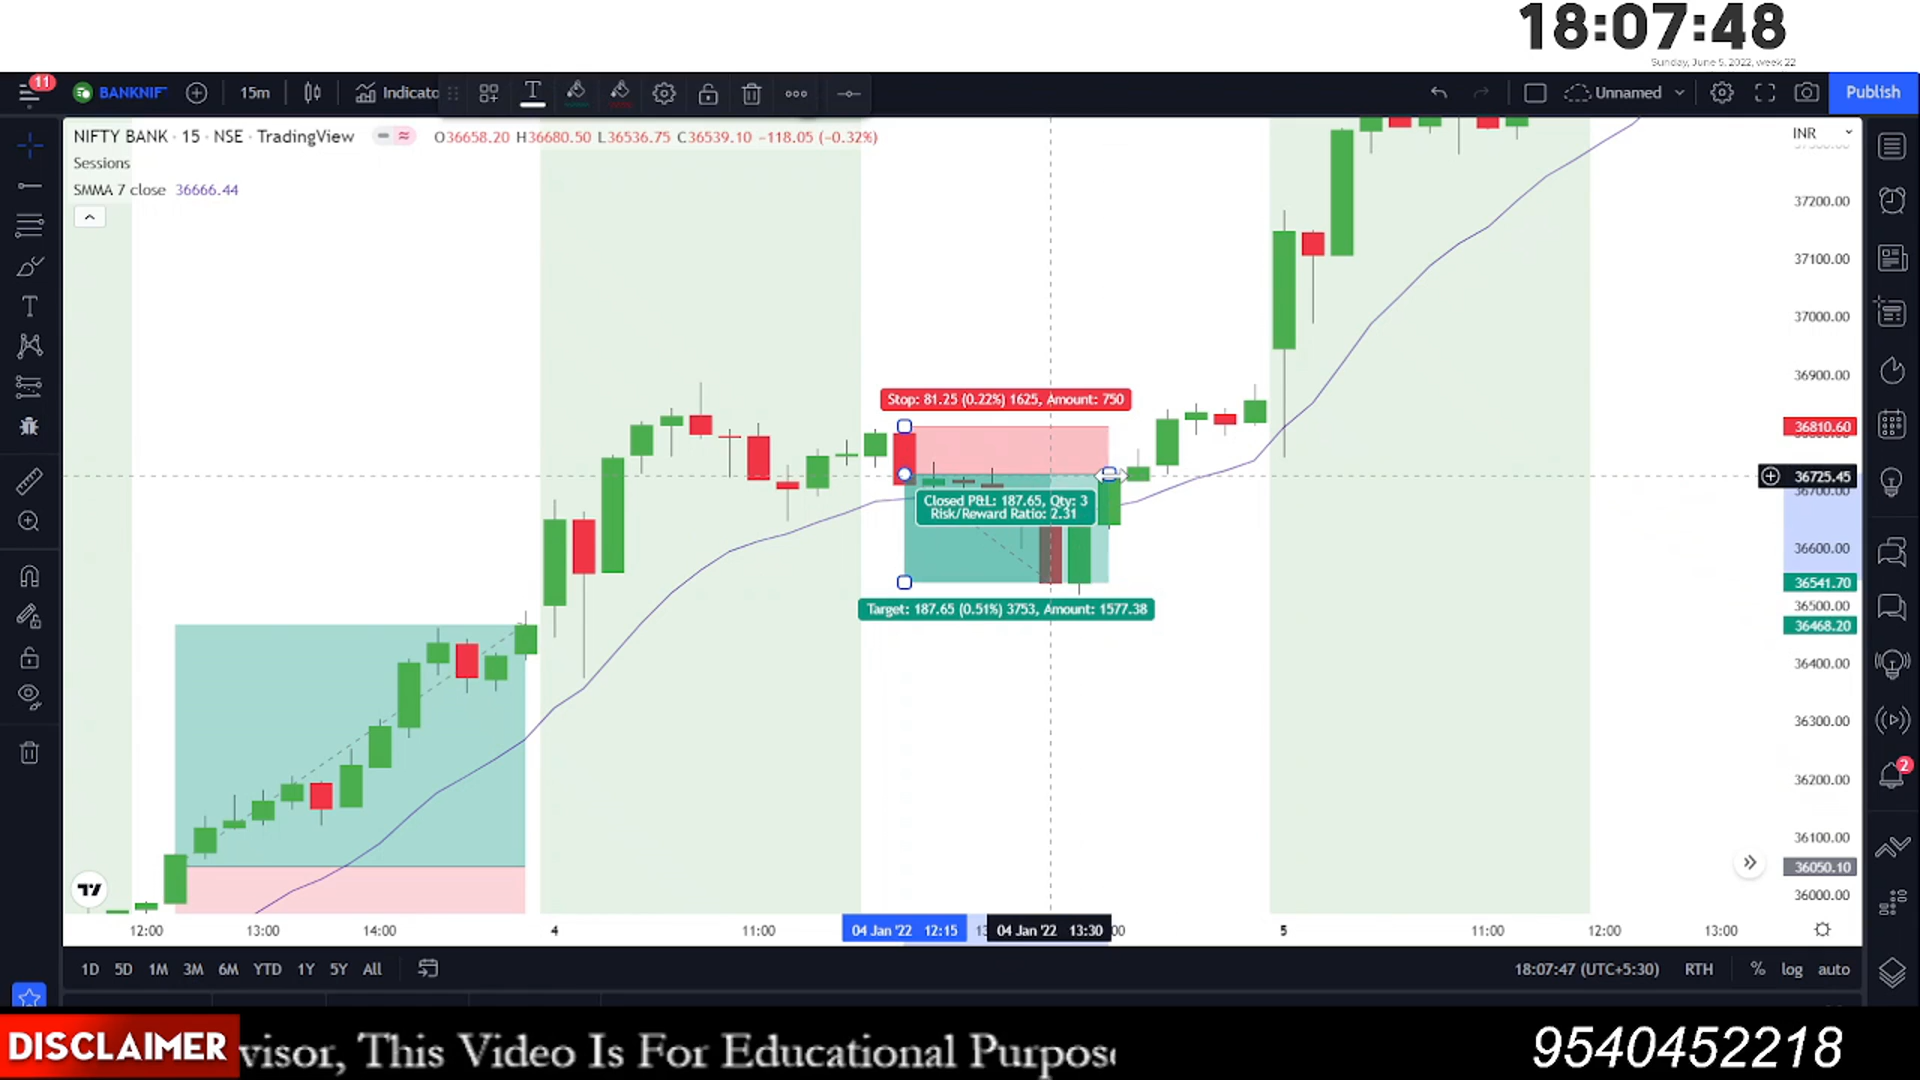 18:07:48
Sunday, June 5, 2022, week 22
11
BANKNIF
15m
Indicato
T
Unnamed
Publish
NIFTY BANK · 15 · NSE · TradingView
O36658.20 H36680.50 L36536.75 C36539.10 −118.05 (−0.32%)
INR
Sessions
SMMA 7 close 36666.44
37200.00
37100.00
37000.00
36900.00
Stop: 81.25 (0.22%) 1625, Amount: 750
36810.60
36725.45
36700.00
Closed P&L: 187.65, Qty: 3
Risk/Reward Ratio: 2.31
36600.00
36541.70
Target: 187.65 (0.51%) 3753, Amount: 1577.38
36500.00
36468.20
36400.00
36300.00
36200.00
36100.00
36050.10
36000.00
2
12:00
13:00
14:00
4
11:00
04 Jan '22 12:15
04 Jan '22 13:30
5
11:00
12:00
13:00
1D 5D 1M 3M 6M YTD 1Y 5Y All
18:07:47 (UTC+5:30) RTH % log auto
DISCLAIMER
visor, This Video Is For Educational Purpos
9540452218